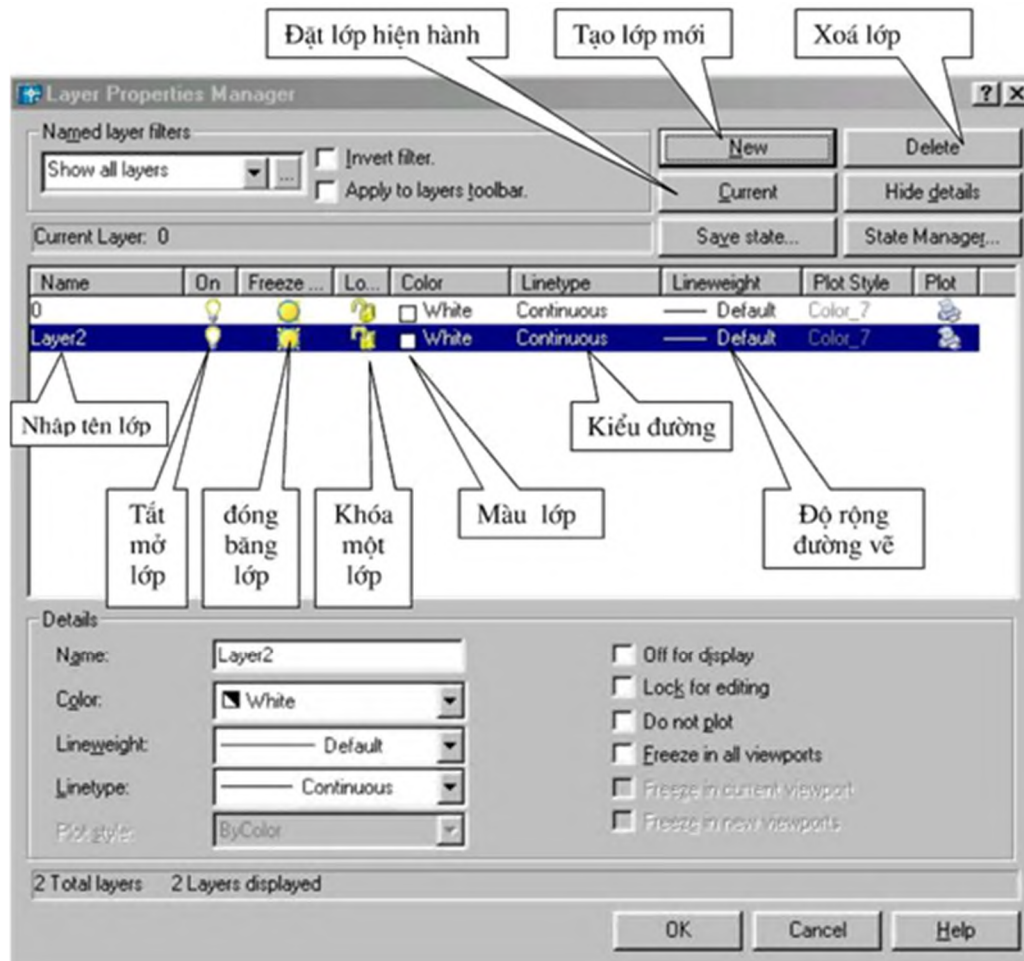 Đặt lớp hiện hành
Tạo lớp mới
Xoá lớp
Layer Properties Manager
Named layer filters
Show all layers
...
Invert filter.
Apply to layers toolbar.
New
Delete
Current
Hide details
Current Layer: 0
Save state...
State Manager...
Name On Freeze ... Lo... Color Linetype Lineweight Plot Style Plot
0 White Continuous Default Color_7
Layer2 White Continuous Default Color_7
Nhâp tên lớp
Kiểu đường
Tắt
mở
lớp
đóng
băng
lớp
Khóa
một
lớp
Màu lớp
Độ rộng
đường vẽ
Details
Name: Layer2
Color: White
Lineweight: Default
Linetype: Continuous
Plot style: ByColor
Off for display
Lock for editing
Do not plot
Freeze in all viewports
Freeze in current viewport
Freeze in new viewports
2 Total layers 2 Layers displayed
OK
Cancel
Help